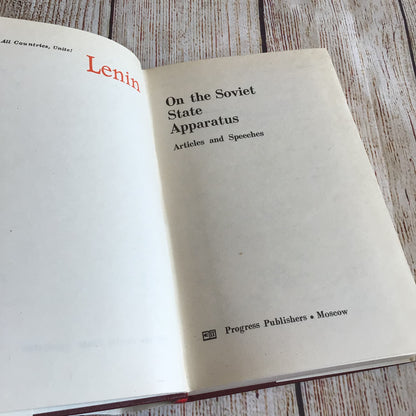 All Countries, Unite!
Lenin
On the Soviet
State
Apparatus
Articles and Speeches
Progress Publishers • Moscow